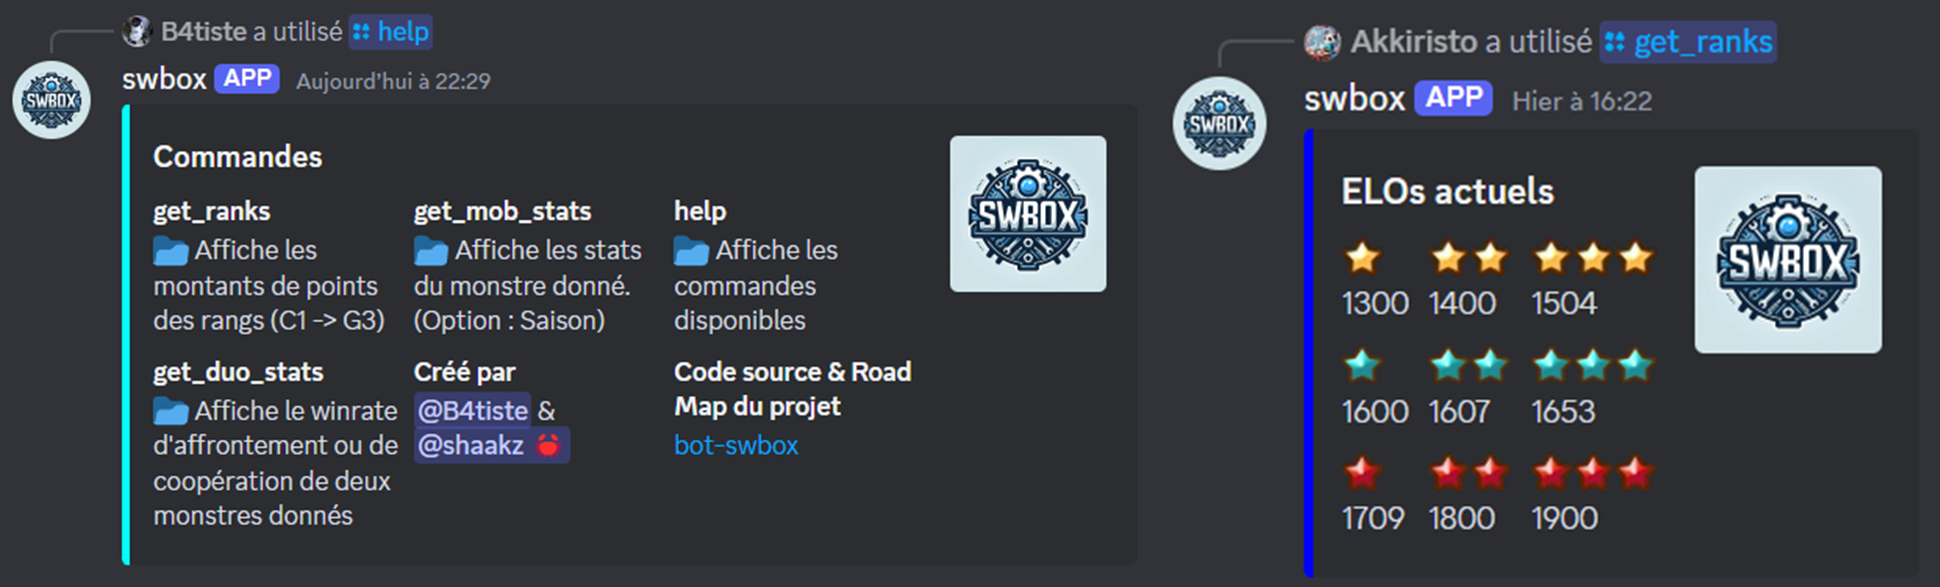 B4tiste a utilisé help
swbox APP Aujourd'hui à 22:29
SWBOX
Commandes
SWBOX
get_ranks
Affiche les
montants de points
des rangs (C1 -> G3)
get_mob_stats
Affiche les stats
du monstre donné.
(Option : Saison)
help
Affiche les
commandes
disponibles
get_duo_stats
Affiche le winrate
d'affrontement ou de
coopération de deux
monstres donnés
Créé par
@B4tiste &
@shaakz
Code source & Road
Map du projet
bot-swbox
Akkiristo a utilisé get_ranks
swbox APP Hier à 16:22
SWBOX
ELOs actuels
SWBOX
1300 1400 1504
1600 1607 1653
1709 1800 1900